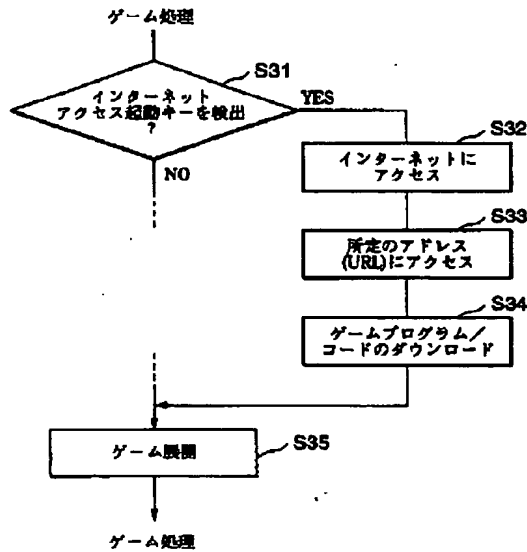 ゲーム処理
S31
インターネット
アクセス起動キーを検出
?
YES
NO
S32
インターネットに
アクセス
S33
所定のアドレス
(URL)にアクセス
S34
ゲームプログラム/
コードのダウンロード
S35
ゲーム展開
ゲーム処理